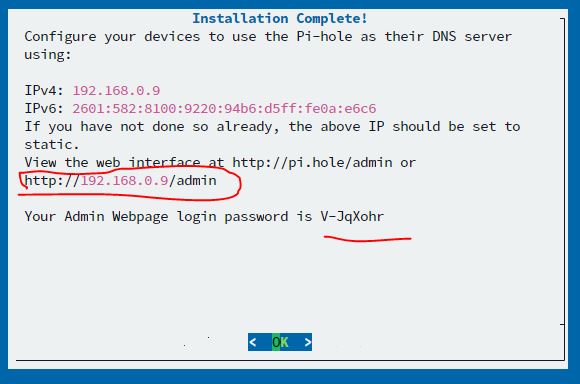 Installation Complete!
Configure your devices to use the Pi-hole as their DNS server
using:
IPv4: 192.168.0.9
IPv6: 2601:582:8100:9220:94b6:d5ff:fe0a:e6c6
If you have not done so already, the above IP should be set to
static.
View the web interface at http://pi.hole/admin or
http://192.168.0.9/admin
Your Admin Webpage login password is V-JqXohr
< OK >